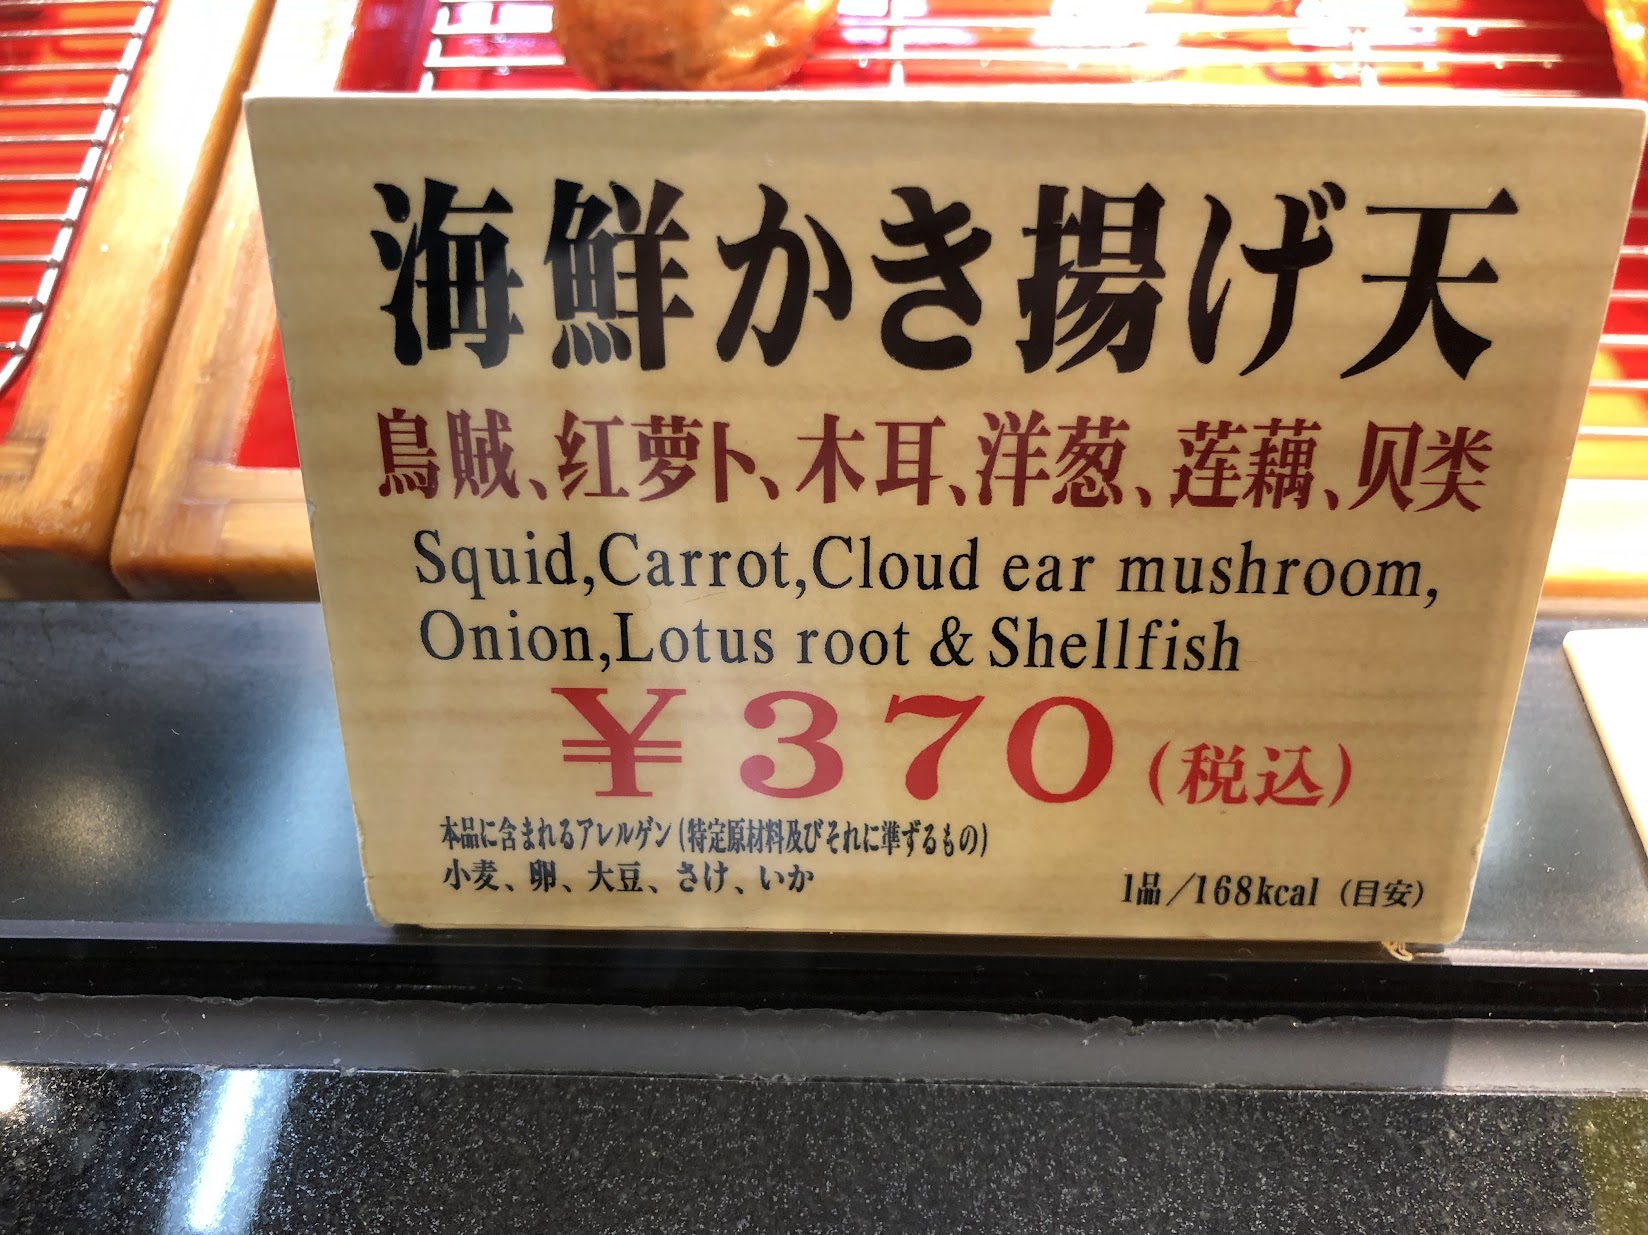 海鮮かき揚げ天
鳥賊、红萝卜、木耳、洋葱、莲藕、贝类
Squid,Carrot,Cloud ear mushroom,
Onion,Lotus root & Shellfish
¥370(税込)
本品に含まれるアレルゲン(特定原材料及びそれに準ずるもの)
小麦、卵、大豆、さけ、いか
1品/168kcal(目安)